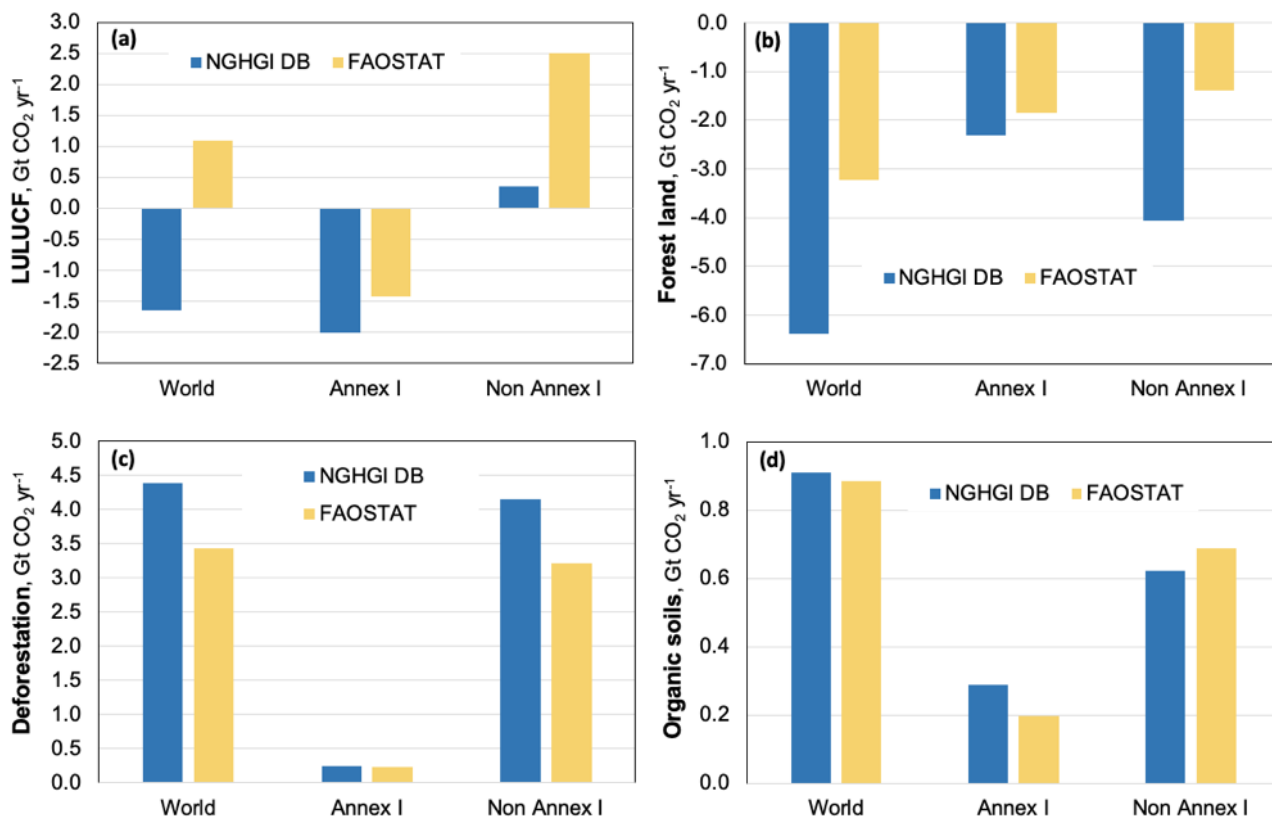 (a)
NGHGI DB FAOSTAT
LULUCF, Gt CO₂ yr⁻¹
3.0
2.5
2.0
1.5
1.0
0.5
0.0
-0.5
-1.0
-1.5
-2.0
-2.5
World Annex I Non Annex I
(b)
NGHGI DB FAOSTAT
Forest land, Gt CO₂ yr⁻¹
0.0
-1.0
-2.0
-3.0
-4.0
-5.0
-6.0
-7.0
World Annex I Non Annex I
(c)
NGHGI DB
FAOSTAT
Deforestation, Gt CO₂ yr⁻¹
5.0
4.5
4.0
3.5
3.0
2.5
2.0
1.5
1.0
0.5
0.0
World Annex I Non Annex I
(d)
NGHGI DB FAOSTAT
Organic soils, Gt CO₂ yr⁻¹
1.0
0.8
0.6
0.4
0.2
0.0
World Annex I Non Annex I